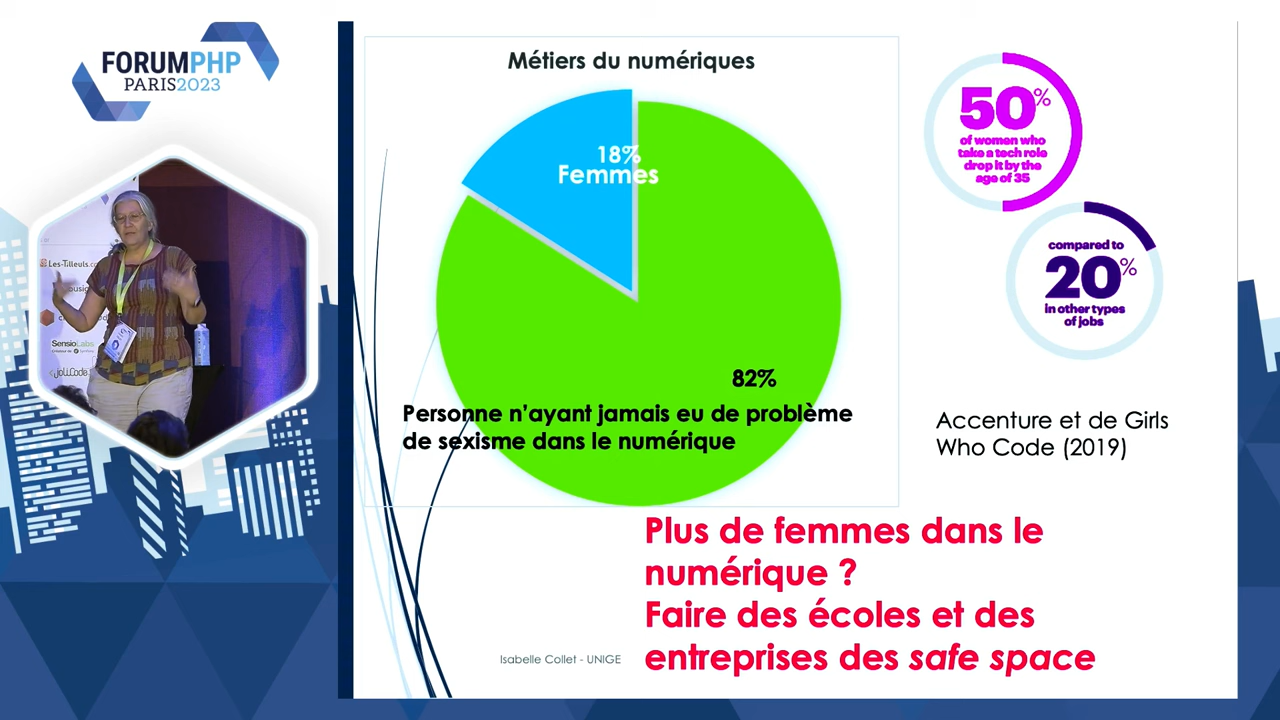 FORUMPHP
PARIS2023
Les-Tilleuls.co
SensioLabs
JoliCode
Métiers du numériques
18%
Femmes
82%
Personne n'ayant jamais eu de problème
de sexisme dans le numérique
50%
of women who
take a tech role
drop it by the
age of 35
compared to
20%
in other types
of jobs
Accenture et de Girls
Who Code (2019)
Plus de femmes dans le
numérique ?
Faire des écoles et des
entreprises des safe space
Isabelle Collet - UNIGE